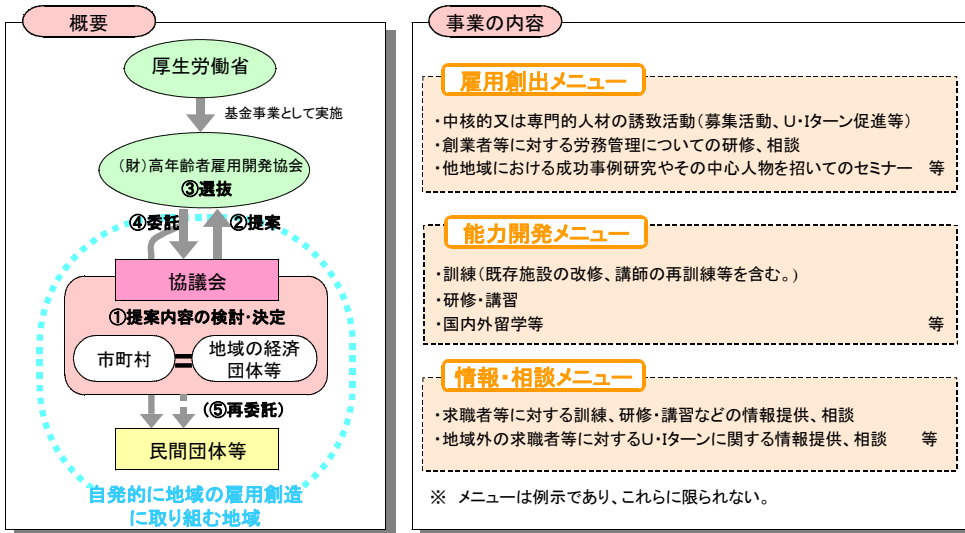 概要
厚生労働省
基金事業として実施
(財)高年齢者雇用開発協会
③選抜
④委託
②提案
協議会
①提案内容の検討・決定
市町村
=
地域の経済
団体等
(⑤再委託)
民間団体等
自発的に地域の雇用創造
に取り組む地域
事業の内容
雇用創出メニュー
・中核的又は専門的人材の誘致活動(募集活動、U・Iターン促進等)
・創業者等に対する労務管理についての研修、相談
・他地域における成功事例研究やその中心人物を招いてのセミナー 等
能力開発メニュー
・訓練(既存施設の改修、講師の再訓練等を含む。)
・研修・講習
・国内外留学等 等
情報・相談メニュー
・求職者等に対する訓練、研修・講習などの情報提供、相談
・地域外の求職者等に対するU・Iターンに関する情報提供、相談 等
※ メニューは例示であり、これらに限られない。